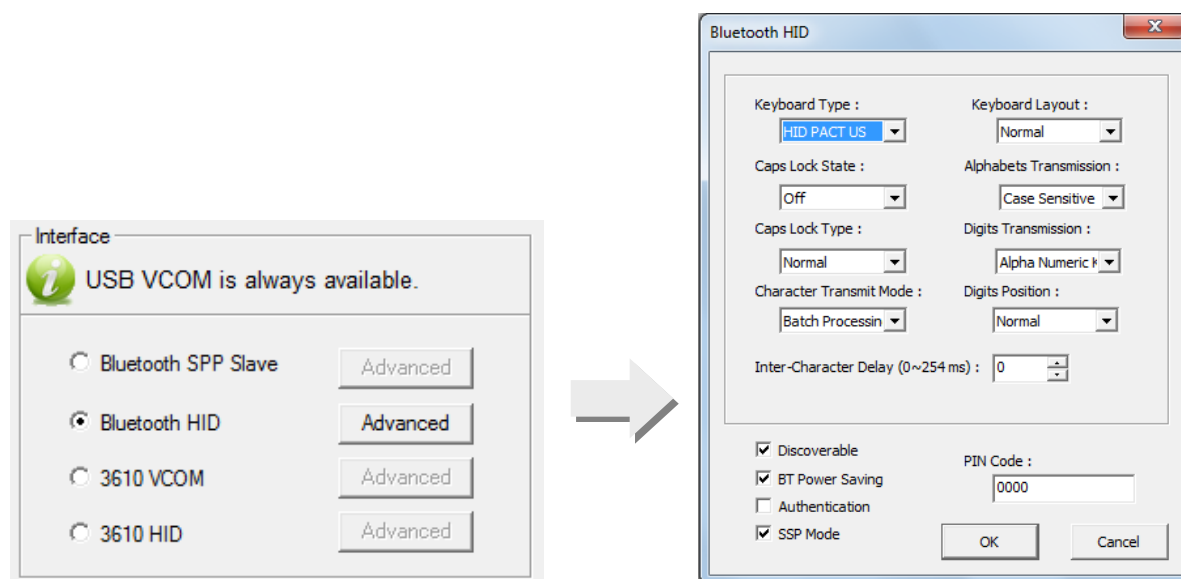 Interface
USB VCOM is always available.
Bluetooth SPP Slave Advanced
Bluetooth HID Advanced
3610 VCOM Advanced
3610 HID Advanced
Bluetooth HID
Keyboard Type : Keyboard Layout :
HID PACT US Normal
Caps Lock State : Alphabets Transmission :
Off Case Sensitive
Caps Lock Type : Digits Transmission :
Normal Alpha Numeric K
Character Transmit Mode : Digits Position :
Batch Processin Normal
Inter-Character Delay (0~254 ms) : 0
Discoverable PIN Code :
BT Power Saving 0000
Authentication
SSP Mode OK Cancel